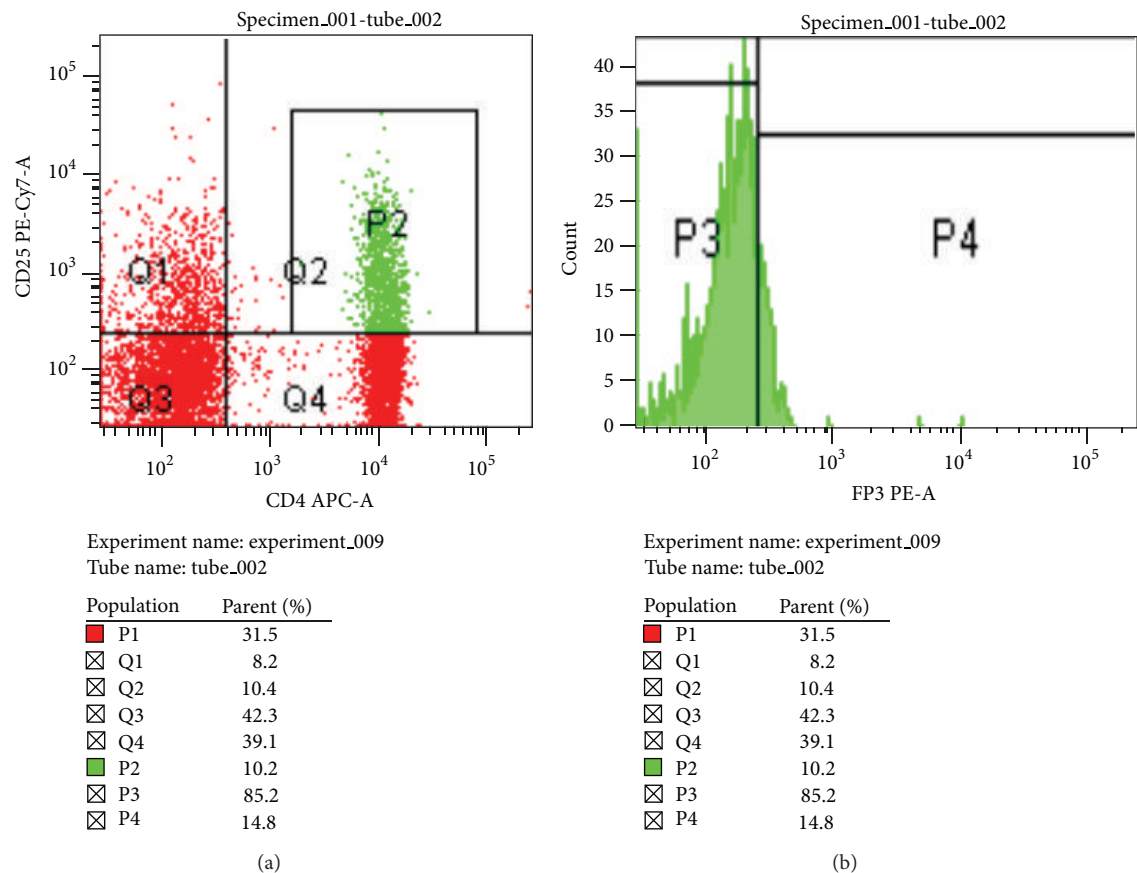 Specimen_001-tube_002
10^5
10^4
10^3
10^2
CD25 PE-Cy7-A
Q1
Q2
P2
Q3
Q4
10^2 10^3 10^4 10^5
CD4 APC-A
Experiment name: experiment_009
Tube name: tube_002
Population Parent (%)
P1 31.5
Q1 8.2
Q2 10.4
Q3 42.3
Q4 39.1
P2 10.2
P3 85.2
P4 14.8
(a)
Specimen_001-tube_002
40
35
30
25
20
15
10
5
0
Count
P3
P4
10^2 10^3 10^4 10^5
FP3 PE-A
Experiment name: experiment_009
Tube name: tube_002
Population Parent (%)
P1 31.5
Q1 8.2
Q2 10.4
Q3 42.3
Q4 39.1
P2 10.2
P3 85.2
P4 14.8
(b)